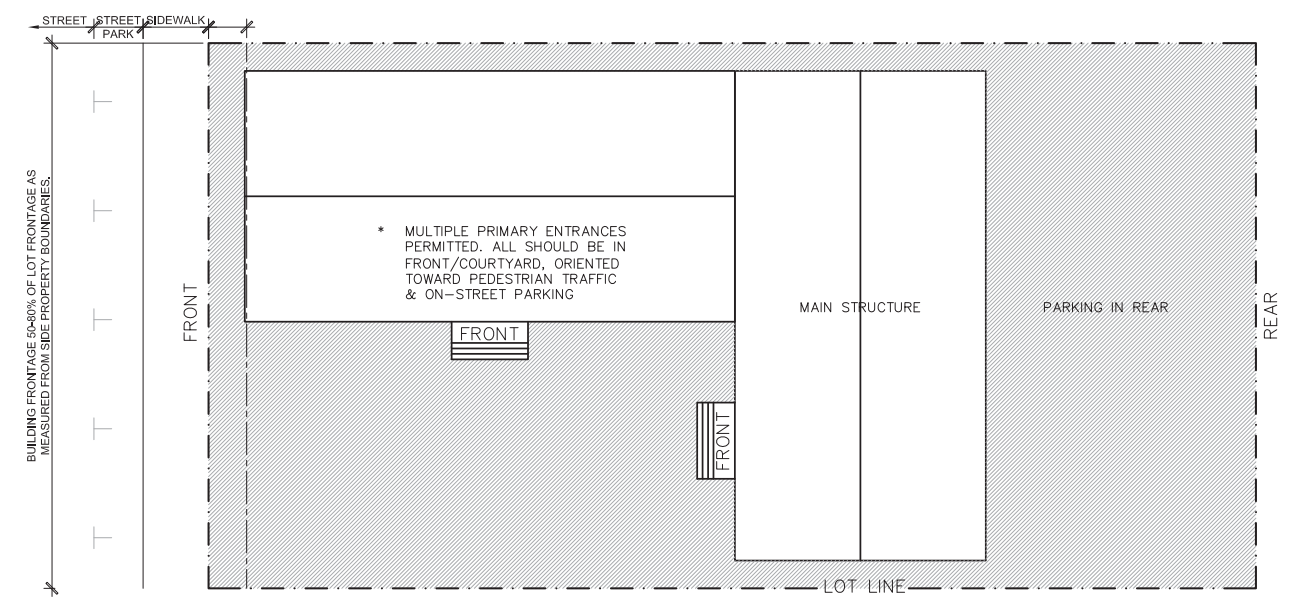 STREET STREET SIDEWALK
PARK
BUILDING FRONTAGE 50-80% OF LOT FRONTAGE AS
MEASURED FROM SIDE PROPERTY BOUNDARIES.
FRONT
* MULTIPLE PRIMARY ENTRANCES
PERMITTED. ALL SHOULD BE IN
FRONT/COURTYARD, ORIENTED
TOWARD PEDESTRIAN TRAFFIC
& ON-STREET PARKING
FRONT
FRONT
MAIN STRUCTURE
PARKING IN REAR
REAR
LOT LINE